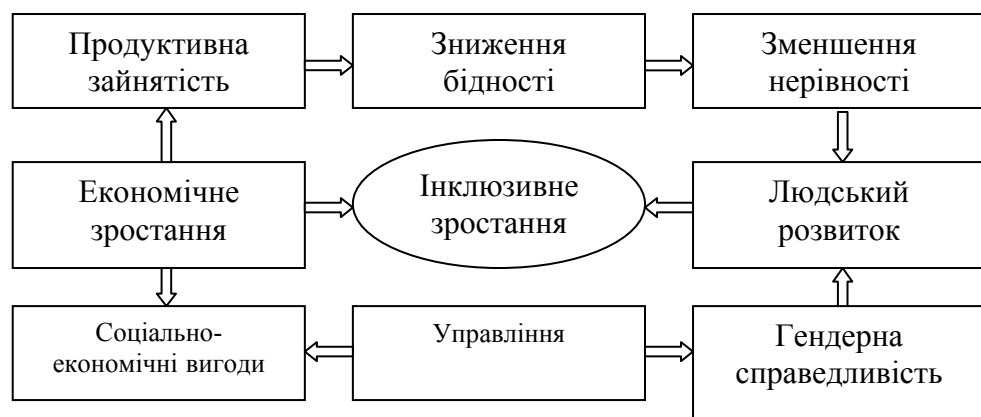 Продуктивна
зайнятість
Зниження
бідності
Зменшення
нерівності
Економічне
зростання
Інклюзивне
зростання
Людський
розвиток
Соціально-
економічні вигоди
Управління
Гендерна
справедливість